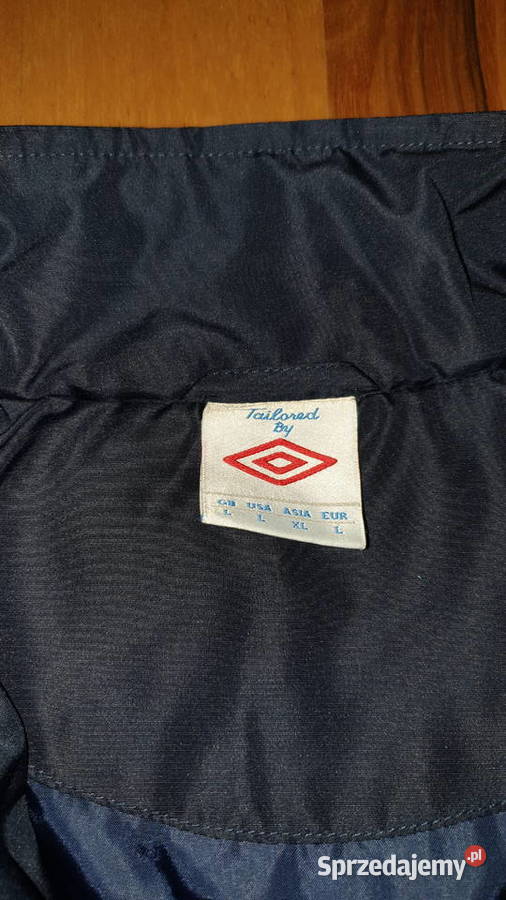 Tailored
By
GB USA ASIA EUR
L L XL L
Sprzedajemy.pl